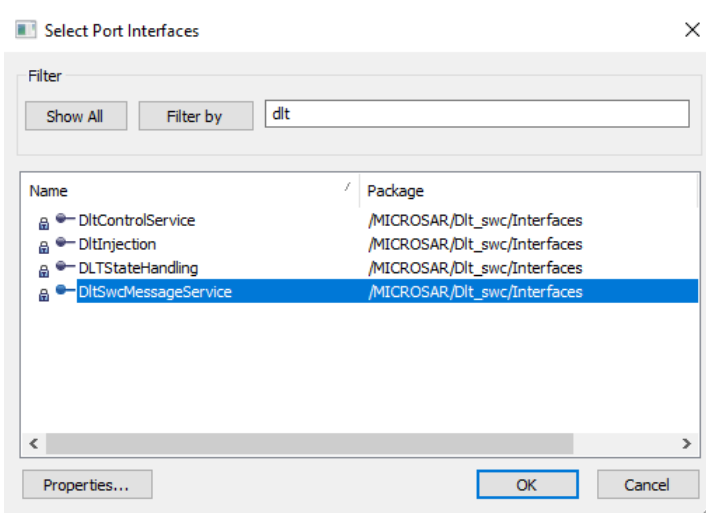 Select Port Interfaces
Filter
Show All Filter by dlt
Name Package
DltControlService /MICROSAR/Dlt_swc/Interfaces
DltInjection /MICROSAR/Dlt_swc/Interfaces
DLTStateHandling /MICROSAR/Dlt_swc/Interfaces
DltSwcMessageService /MICROSAR/Dlt_swc/Interfaces
Properties... OK Cancel